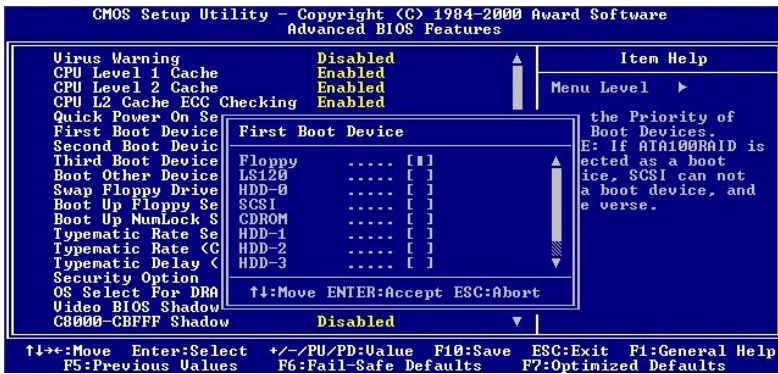 CMOS Setup Utility - Copyright (C) 1984-2000 Award Software
Advanced BIOS Features
Virus Warning Disabled
CPU Level 1 Cache Enabled
CPU Level 2 Cache Enabled
CPU L2 Cache ECC Checking Enabled
Quick Power On Se
First Boot Device
Second Boot Devic
Third Boot Device
Boot Other Device
Swap Floppy Drive
Boot Up Floppy Se
Boot Up NumLock S
Typematic Rate Se
Typematic Rate (C
Typematic Delay (
Security Option
OS Select For DRA
Video BIOS Shadow
C8000-CBFFF Shadow Disabled
First Boot Device
Floppy ..... [▮]
LS120 ..... [ ]
HDD-0 ..... [ ]
SCSI ..... [ ]
CDROM ..... [ ]
HDD-1 ..... [ ]
HDD-2 ..... [ ]
HDD-3 ..... [ ]
↑↓:Move ENTER:Accept ESC:Abort
Item Help
Menu Level ▶
the Priority of
Boot Devices.
E: If ATA100RAID is
ected as a boot
ice, SCSI can not
a boot device, and
e verse.
↑↓→←:Move Enter:Select +/-/PU/PD:Value F10:Save ESC:Exit F1:General Help
F5:Previous Values F6:Fail-Safe Defaults F7:Optimized Defaults